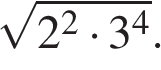 √(2² · 3⁴).